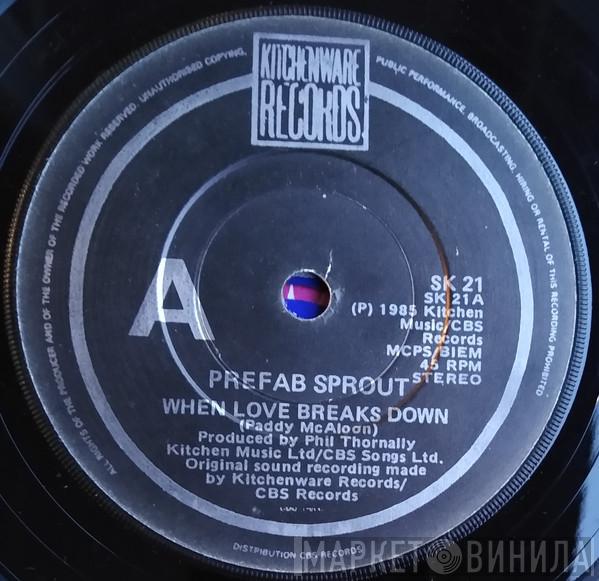 KITCHENWARE
RECORDS
ALL RIGHTS OF THE PRODUCER AND OF THE OWNER OF THE RECORDED WORK RESERVED. UNAUTHORISED COPYING,
PUBLIC PERFORMANCE, BROADCASTING, HIRING OR RENTAL OF THIS RECORDING PROHIBITED
A
SK 21
SK 21A
(P) 1985 Kitchen
Music/CBS
Records
MCPS/BIEM
45 RPM
STEREO
PREFAB SPROUT
WHEN LOVE BREAKS DOWN
(Paddy McAloon)
Produced by Phil Thornally
Kitchen Music Ltd/CBS Songs Ltd.
Original sound recording made
by Kitchenware Records/
CBS Records
DISTRIBUTION CBS RECORDS
МАРКЕТ ВИНИЛА